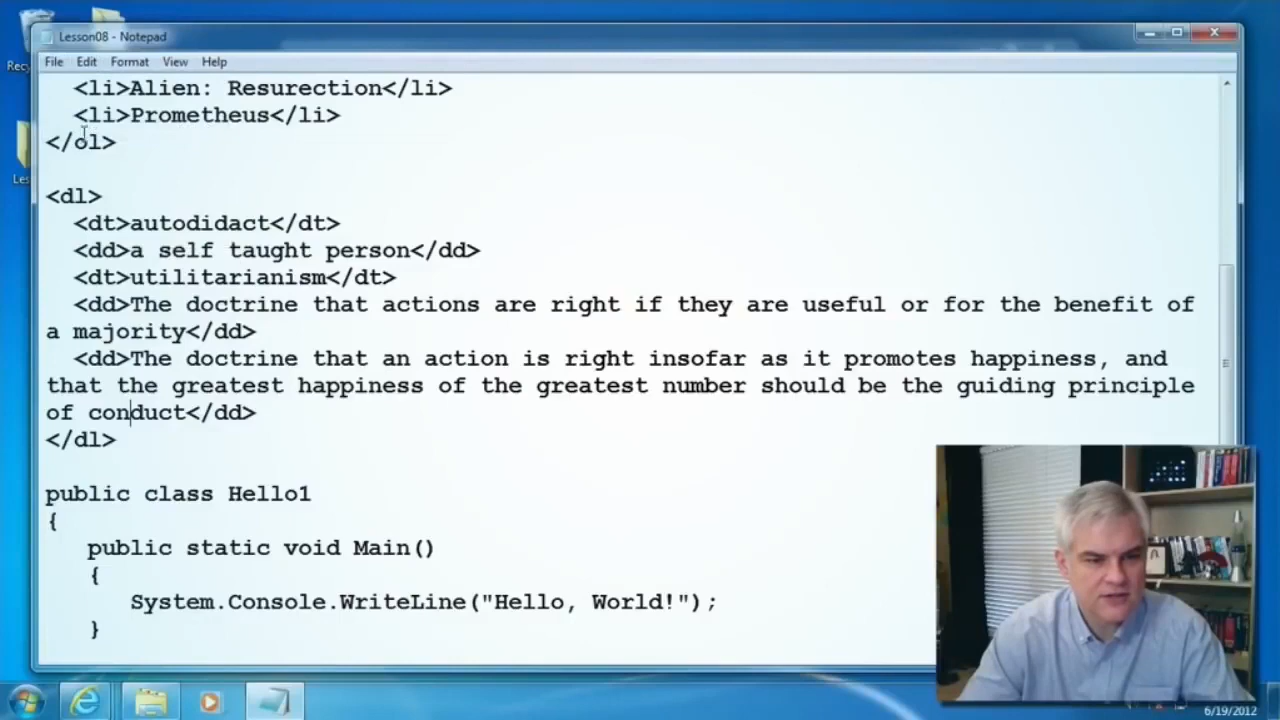 Lesson08 - Notepad
File Edit Format View Help
<li>Alien: Resurection</li>
<li>Prometheus</li>
</ol>
<dl>
<dt>autodidact</dt>
<dd>a self taught person</dd>
<dt>utilitarianism</dt>
<dd>The doctrine that actions are right if they are useful or for the benefit of
a majority</dd>
<dd>The doctrine that an action is right insofar as it promotes happiness, and
that the greatest happiness of the greatest number should be the guiding principle
of conduct</dd>
</dl>
public class Hello1
{
public static void Main()
{
System.Console.WriteLine("Hello, World!");
}
6/19/2012